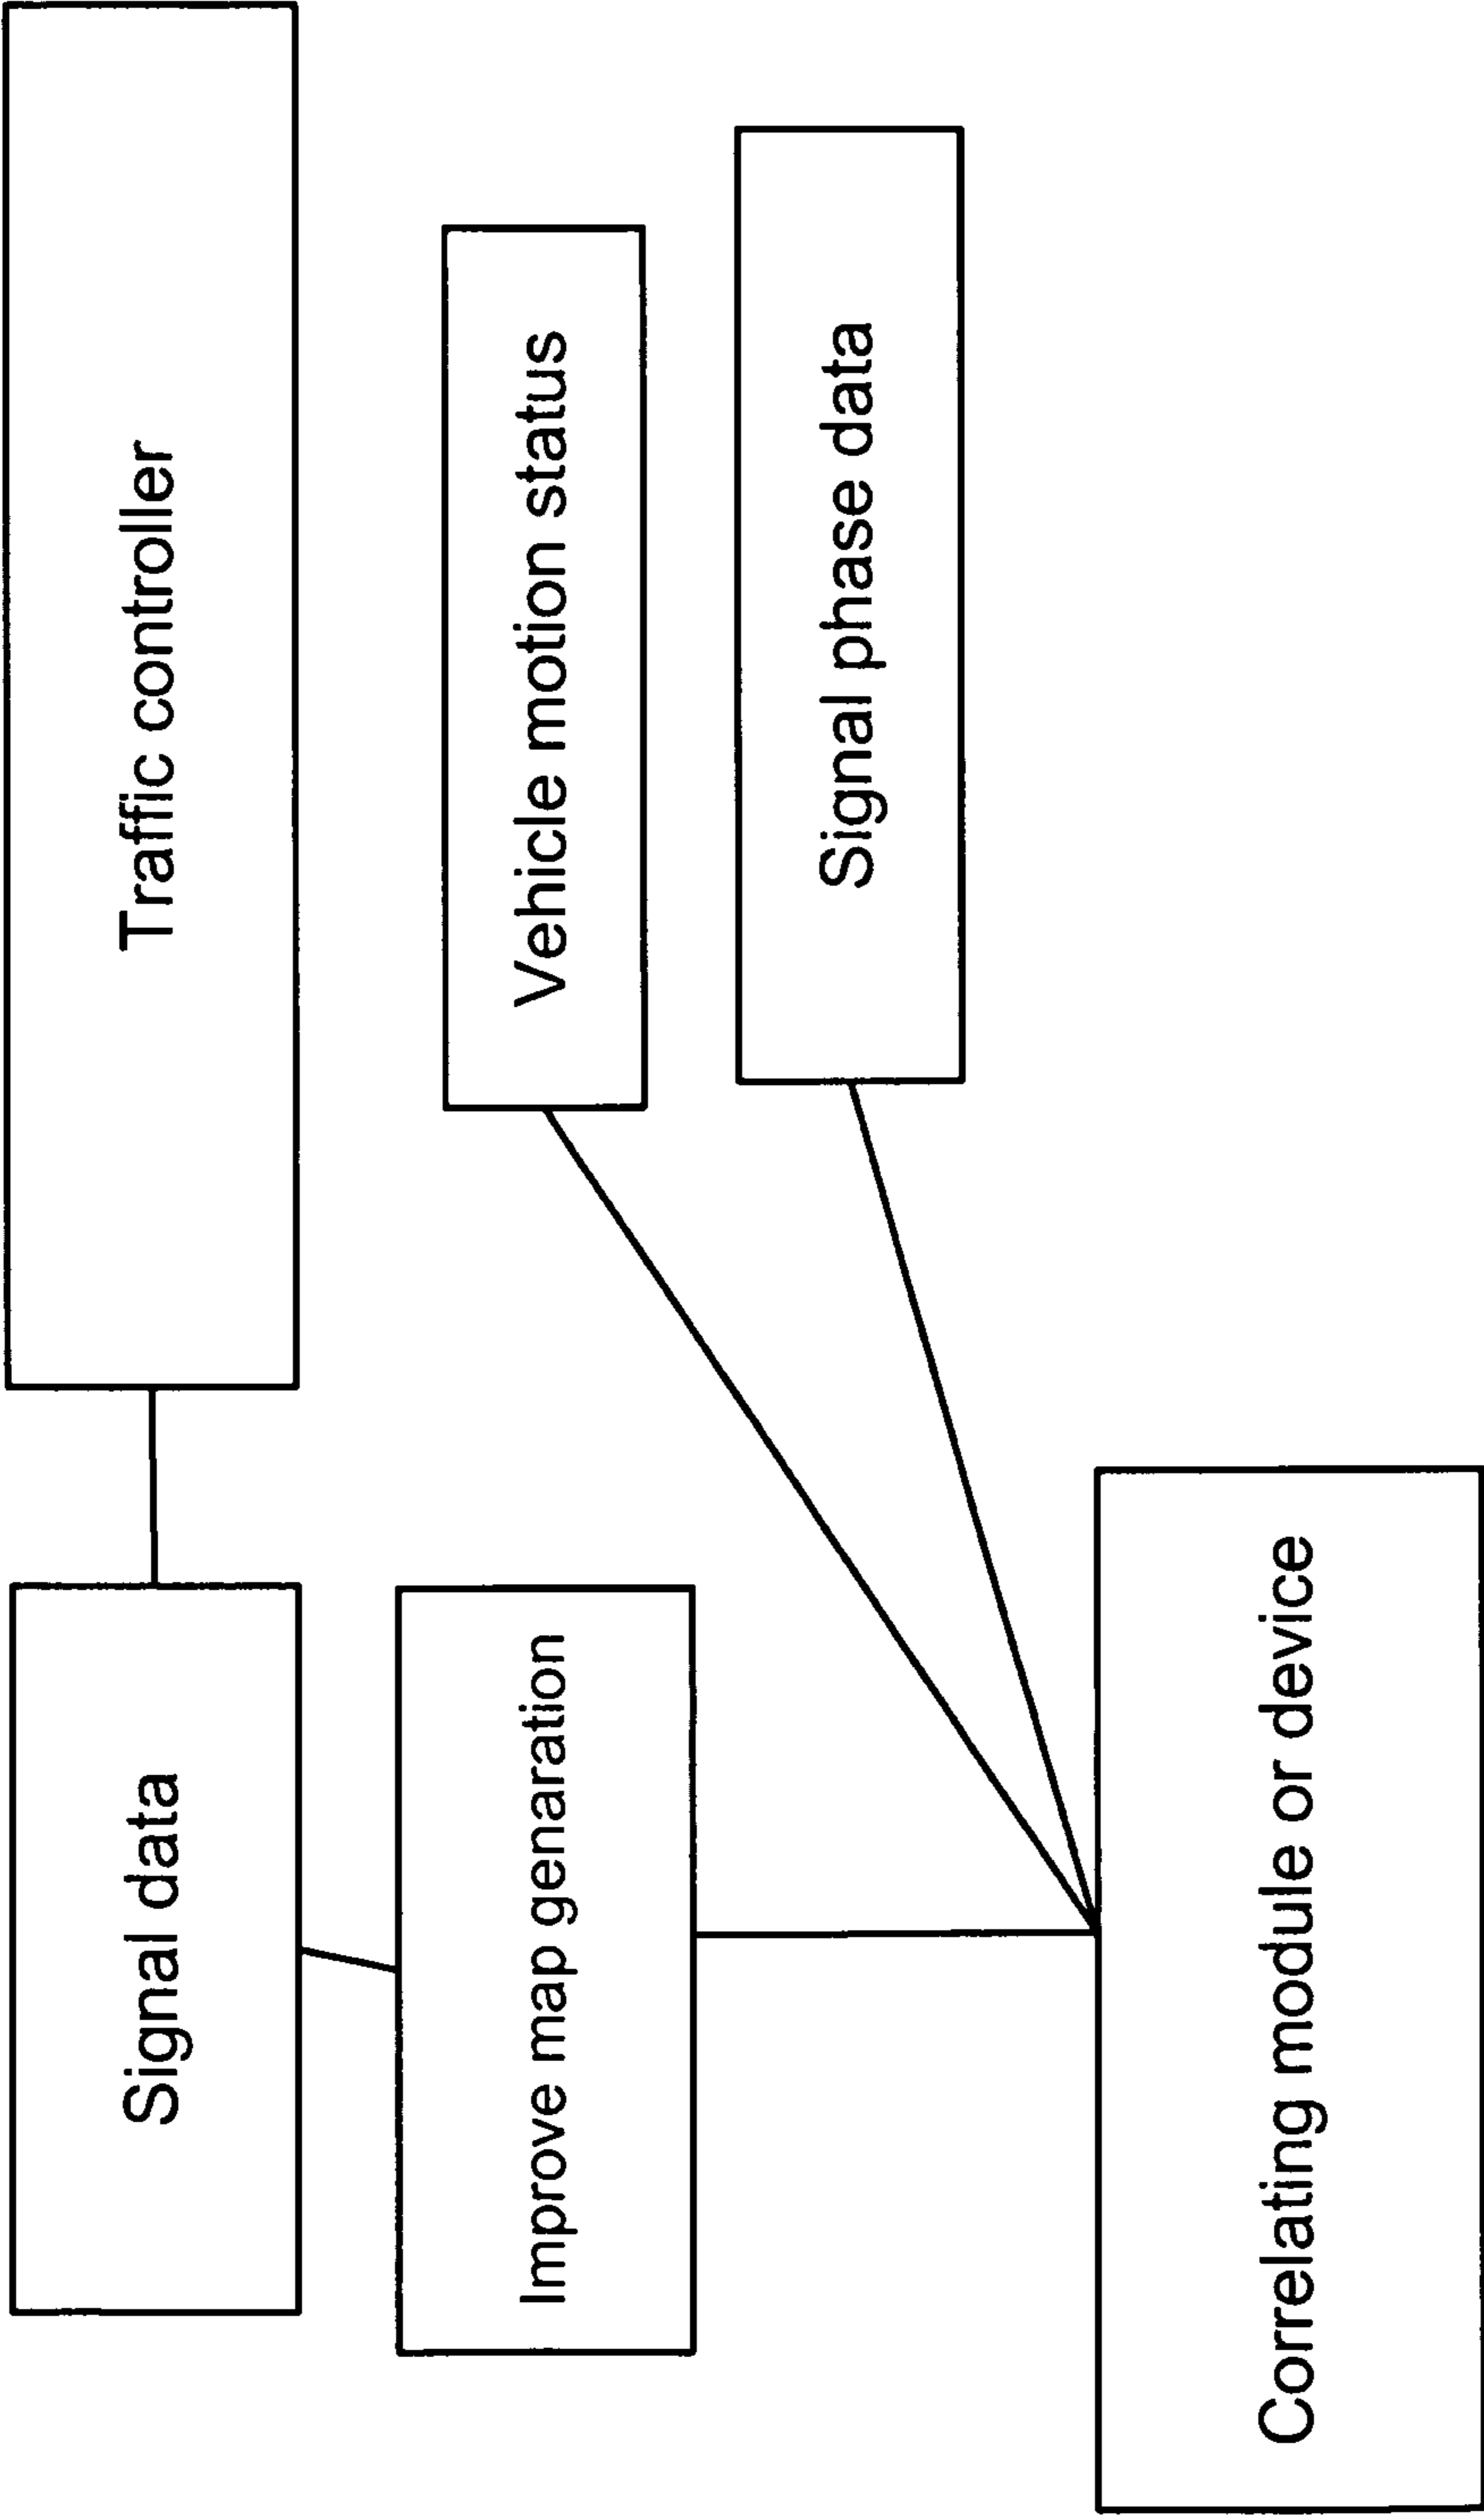 Signal data
Traffic controller
Improve map genaration
Vehicle motion status
Signal phase data
Correlating module or device